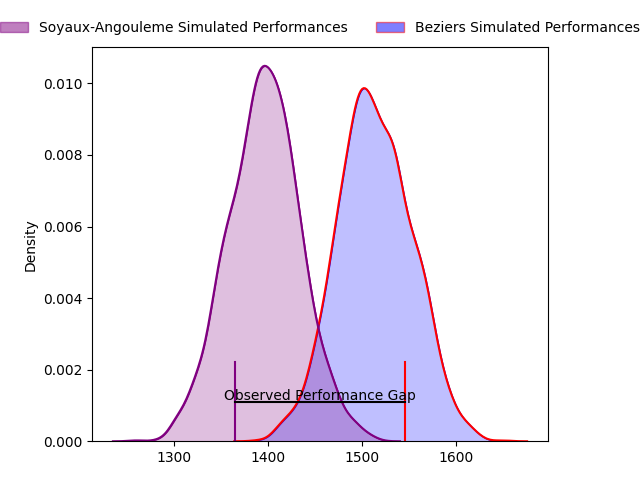 Soyaux-Angouleme Simulated Performances
Beziers Simulated Performances
0.010
0.008
0.006
0.004
0.002
0.000
Density
Observed Performance Gap
1300 1400 1500 1600